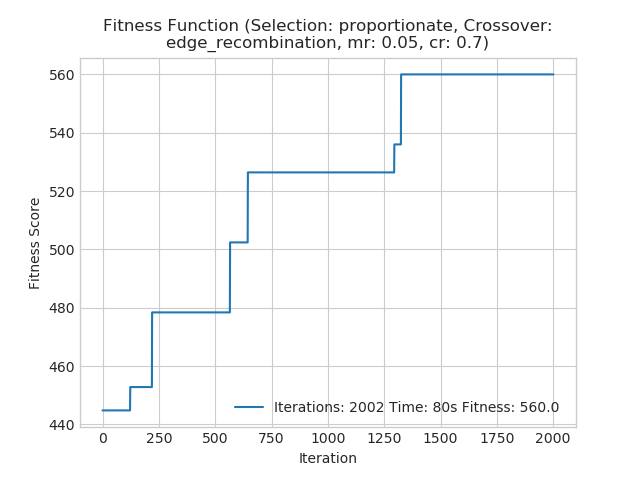 Fitness Function (Selection: proportionate, Crossover:
edge_recombination, mr: 0.05, cr: 0.7)
560
540
520
500
480
460
440
Fitness Score
Iterations: 2002 Time: 80s Fitness: 560.0
0 250 500 750 1000 1250 1500 1750 2000
Iteration